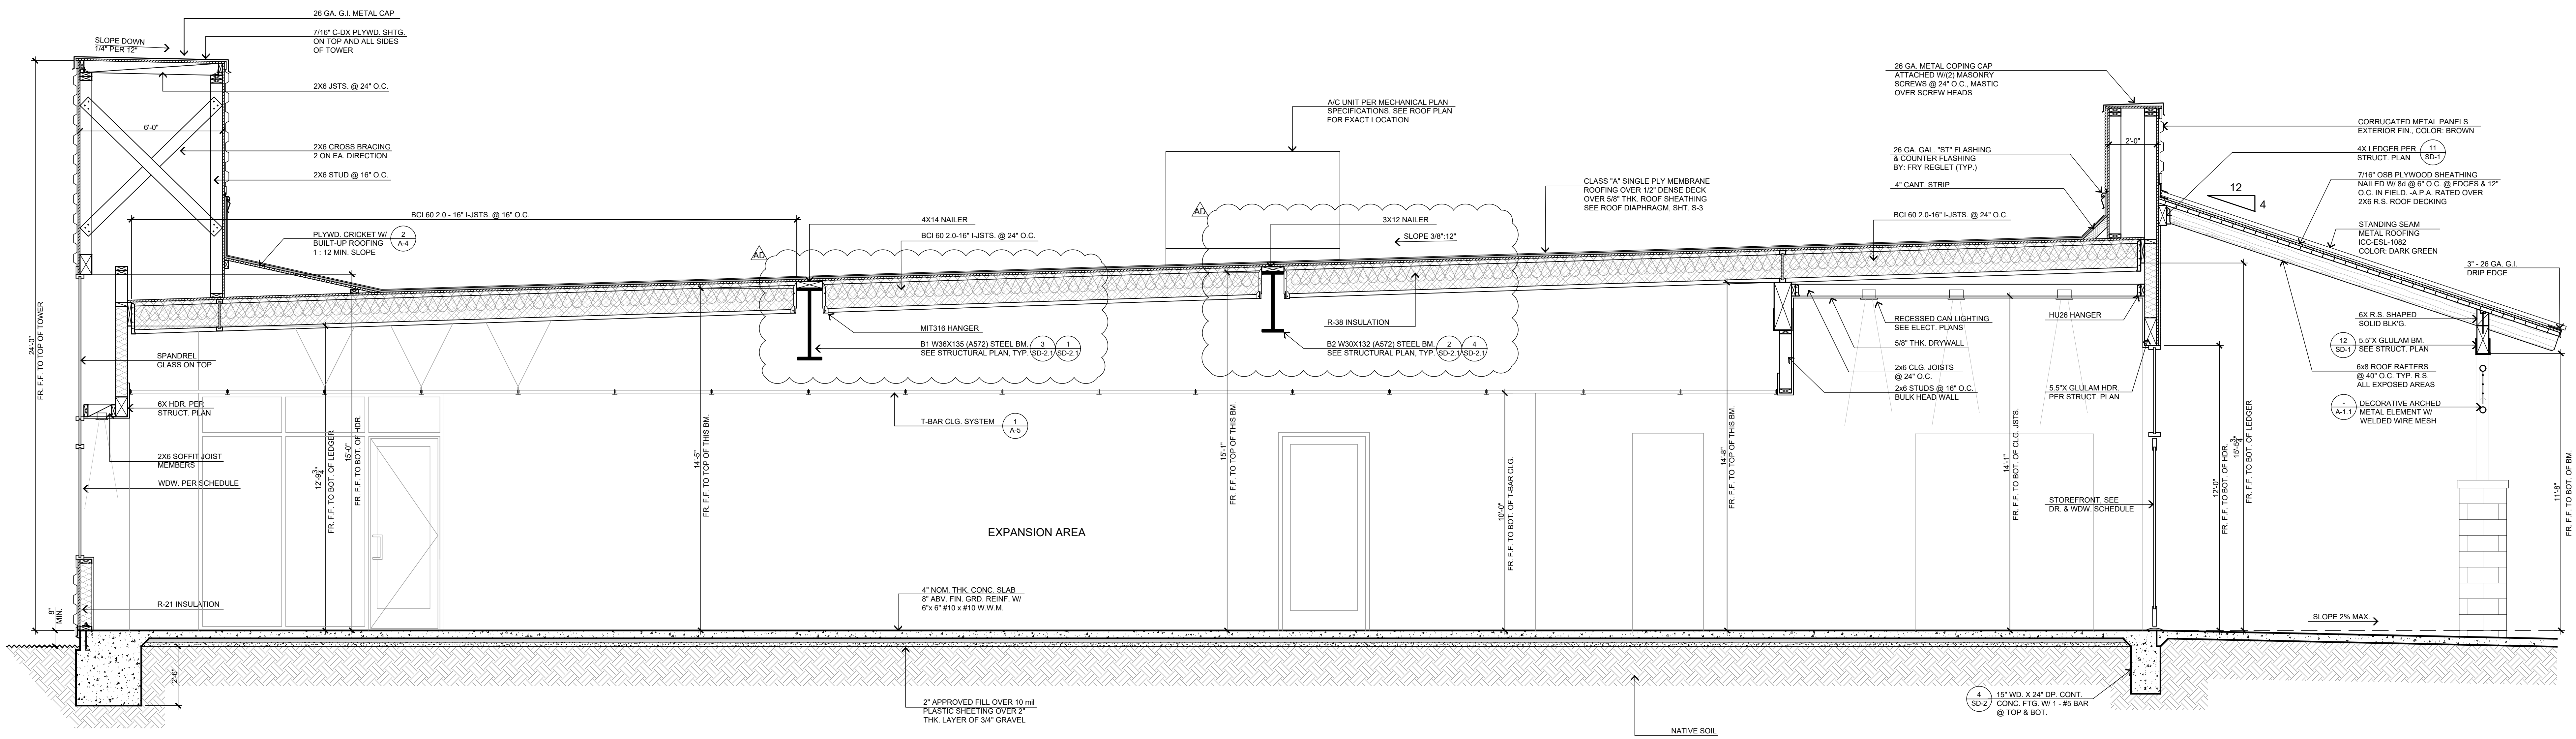 26 GA. G.I. METAL CAP
7/16" C-DX PLYWD. SHTG.
ON TOP AND ALL SIDES
OF TOWER
SLOPE DOWN
1/4" PER 12"
2X6 JSTS. @ 24" O.C.
6'-0"
2X6 CROSS BRACING
2 ON EA. DIRECTION
2X6 STUD @ 16" O.C.
BCI 60 2.0 - 16" I-JSTS. @ 16" O.C.
PLYWD. CRICKET W/
BUILT-UP ROOFING
1 : 12 MIN. SLOPE
2
A-4
24'-0"
FR. F.F. TO TOP OF TOWER
SPANDREL
GLASS ON TOP
6X HDR. PER
STRUCT. PLAN
2X6 SOFFIT JOIST
MEMBERS
WDW. PER SCHEDULE
R-21 INSULATION
8"
MIN.
2'-6"
12'-9 3/4"
FR. F.F. TO BOT. OF LEDGER
15'-0"
FR. F.F. TO BOT. OF HDR.
A/C UNIT PER MECHANICAL PLAN
SPECIFICATIONS. SEE ROOF PLAN
FOR EXACT LOCATION
AD
4X14 NAILER
BCI 60 2.0-16" I-JSTS. @ 24" O.C.
MIT316 HANGER
B1 W36X135 (A572) STEEL BM.
SEE STRUCTURAL PLAN, TYP.
3
SD-2.1
1
SD-2.1
AD
3X12 NAILER
SLOPE 3/8":12"
R-38 INSULATION
B2 W30X132 (A572) STEEL BM.
SEE STRUCTURAL PLAN, TYP.
2
SD-2.1
4
SD-2.1
T-BAR CLG. SYSTEM
1
A-5
14'-5"
FR. F.F. TO TOP OF THIS BM.
15'-1"
FR. F.F. TO TOP OF THIS BM.
10'-0"
FR. F.F. TO BOT. OF T-BAR CLG.
14'-8"
FR. F.F. TO TOP OF THIS BM.
14'-1"
FR. F.F. TO BOT. OF CLG. JSTS.
EXPANSION AREA
4" NOM. THK. CONC. SLAB
8" ABV. FIN. GRD. REINF. W/
6"x 6" #10 x #10 W.W.M.
2" APPROVED FILL OVER 10 mil
PLASTIC SHEETING OVER 2"
THK. LAYER OF 3/4" GRAVEL
NATIVE SOIL
CLASS "A" SINGLE PLY MEMBRANE
ROOFING OVER 1/2" DENSE DECK
OVER 5/8" THK. ROOF SHEATHING
SEE ROOF DIAPHRAGM, SHT. S-3
26 GA. METAL COPING CAP
ATTACHED W/(2) MASONRY
SCREWS @ 24" O.C., MASTIC
OVER SCREW HEADS
26 GA. GAL. "ST" FLASHING
& COUNTER FLASHING
BY: FRY REGLET (TYP.)
4" CANT. STRIP
BCI 60 2.0-16" I-JSTS. @ 24" O.C.
2'-0"
RECESSED CAN LIGHTING
SEE ELECT. PLANS
5/8" THK. DRYWALL
2x6 CLG. JOISTS
@ 24" O.C.
2x6 STUDS @ 16" O.C.
BULK HEAD WALL
HU26 HANGER
5.5"X GLULAM HDR.
PER STRUCT. PLAN
STOREFRONT, SEE
DR. & WDW. SCHEDULE
12'-0"
FR. F.F. TO BOT. OF HDR.
15'-5 3/4"
FR. F.F. TO BOT. OF LEDGER
4
SD-2
15" WD. X 24" DP. CONT.
CONC. FTG. W/ 1 - #5 BAR
@ TOP & BOT.
CORRUGATED METAL PANELS
EXTERIOR FIN., COLOR: BROWN
4X LEDGER PER
STRUCT. PLAN
11
SD-1
7/16" OSB PLYWOOD SHEATHING
NAILED W/ 8d @ 6" O.C. @ EDGES & 12"
O.C. IN FIELD. -A.P.A. RATED OVER
2X6 R.S. ROOF DECKING
12
4
STANDING SEAM
METAL ROOFING
ICC-ESL-1082
COLOR: DARK GREEN
3" - 26 GA. G.I.
DRIP EDGE
6X R.S. SHAPED
SOLID BLK'G.
12
SD-1
5.5"X GLULAM BM.
SEE STRUCT. PLAN
6x8 ROOF RAFTERS
@ 40" O.C. TYP. R.S.
ALL EXPOSED AREAS
-
A-1.1
DECORATIVE ARCHED
METAL ELEMENT W/
WELDED WIRE MESH
11'-8"
FR. F.F. TO BOT. OF BM.
SLOPE 2% MAX.